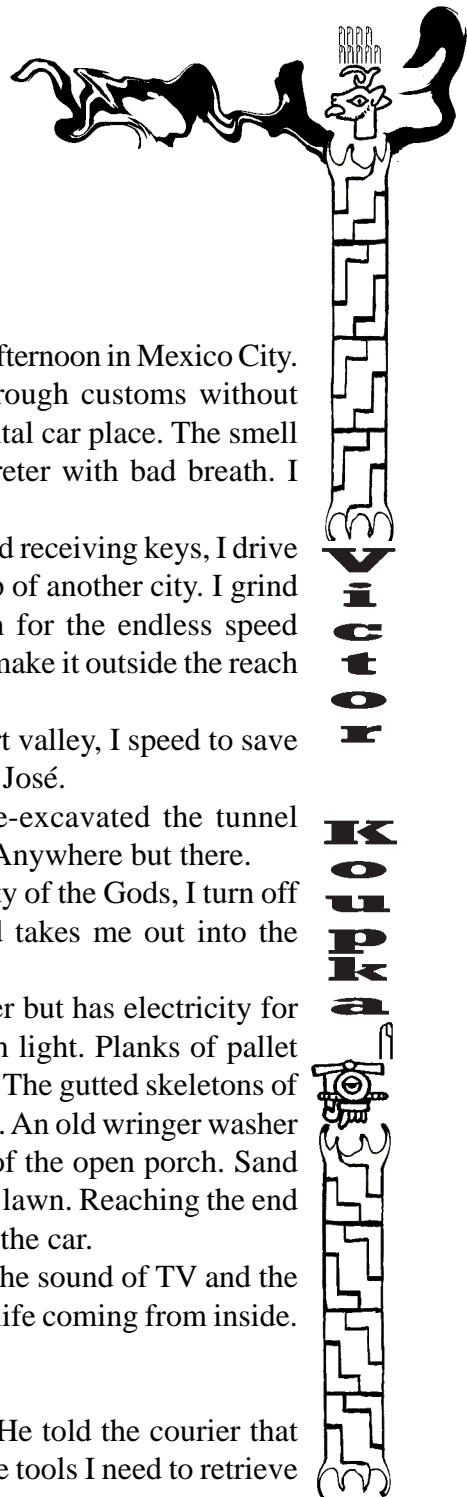 fternoon in Mexico City.
rough customs without
ntal car place. The smell
reter with bad breath. I
d receiving keys, I drive
p of another city. I grind
n for the endless speed
make it outside the reach
rt valley, I speed to save
José.
e-excavated the tunnel
Anywhere but there.
ty of the Gods, I turn off
d takes me out into the
er but has electricity for
n light. Planks of pallet
The gutted skeletons of
. An old wringer washer
of the open porch. Sand
lawn. Reaching the end
the car.
he sound of TV and the
life coming from inside.
He told the courier that
e tools I need to retrieve
Victor Koupka